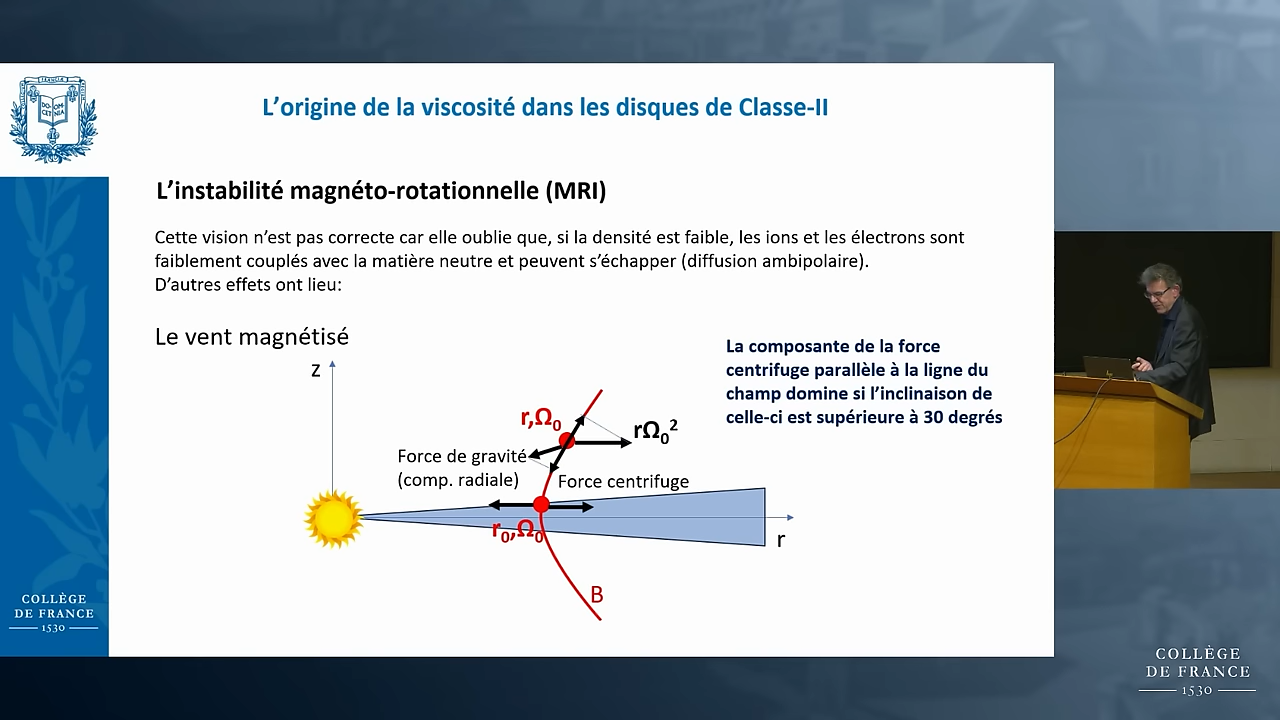 L’origine de la viscosité dans les disques de Classe-II
L’instabilité magnéto-rotationnelle (MRI)
Cette vision n’est pas correcte car elle oublie que, si la densité est faible, les ions et les électrons sont
faiblement couplés avec la matière neutre et peuvent s’échapper (diffusion ambipolaire).
D’autres effets ont lieu:
Le vent magnétisé
z
La composante de la force
centrifuge parallèle à la ligne du
champ domine si l’inclinaison de
celle-ci est supérieure à 30 degrés
r,Ω₀
rΩ₀²
Force de gravité
(comp. radiale)
Force centrifuge
r₀,Ω₀
r
B
COLLÈGE
DE FRANCE
1530
COLLÈGE
DE FRANCE
1530